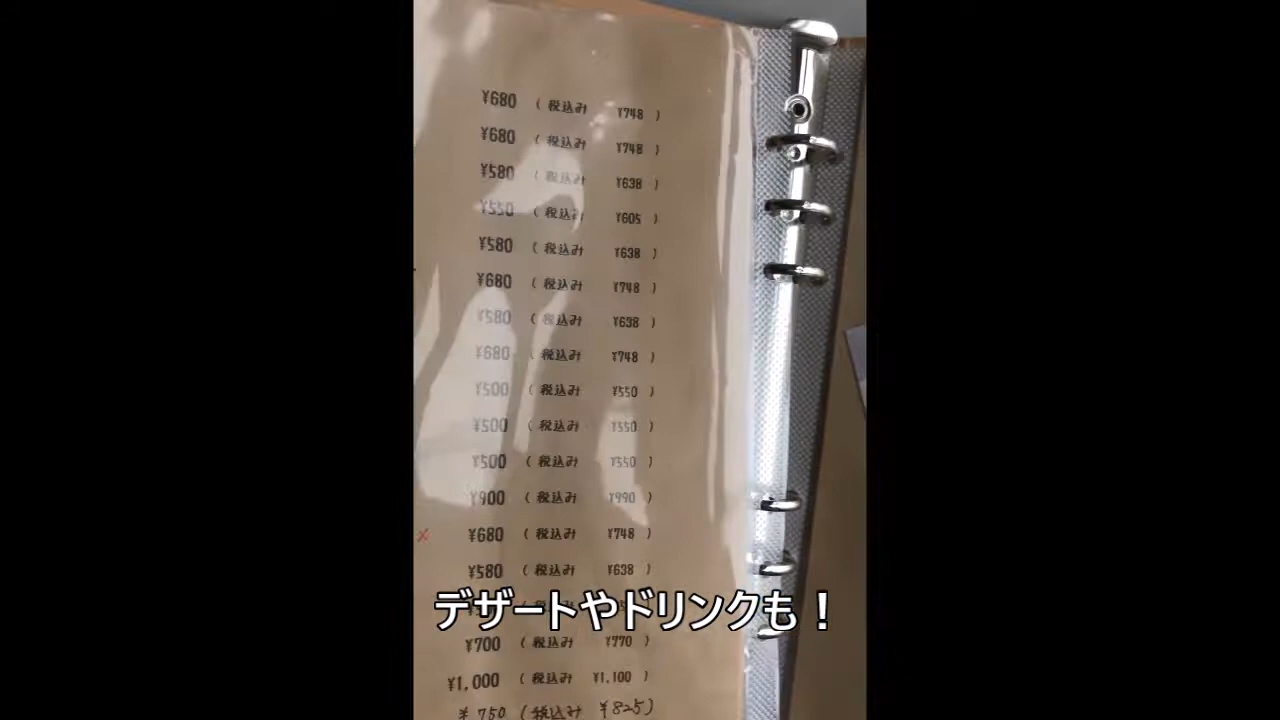 ¥680 ( 税込み ¥748 )
¥680 ( 税込み ¥748 )
¥580 ( 税込み ¥638 )
¥550 ( 税込み ¥605 )
¥580 ( 税込み ¥638 )
¥680 ( 税込み ¥748 )
¥580 ( 税込み ¥638 )
¥680 ( 税込み ¥748 )
¥500 ( 税込み ¥550 )
¥500 ( 税込み ¥550 )
¥500 ( 税込み ¥550 )
¥900 ( 税込み ¥990 )
× ¥680 ( 税込み ¥748 )
¥580 ( 税込み ¥638 )
デザートやドリンクも！
¥700 ( 税込み ¥770 )
¥1,000 ( 税込み ¥1,100 )
¥750 (税込み ¥825)